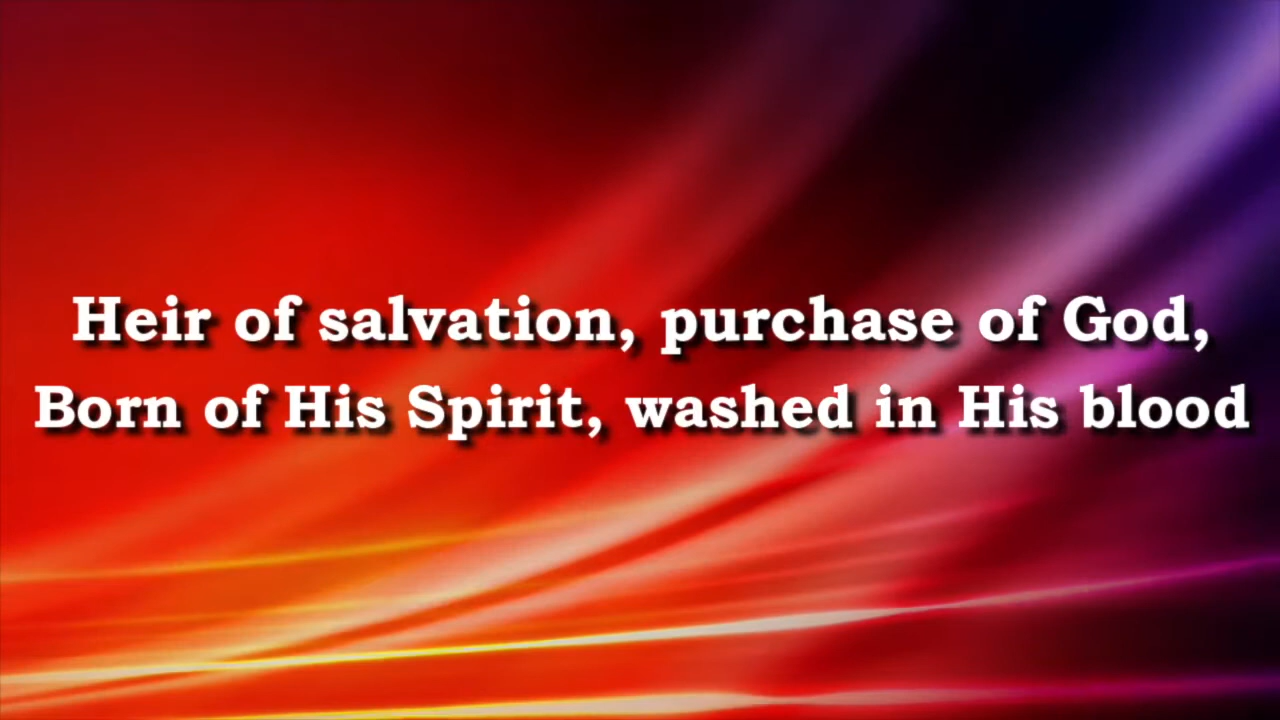 Heir of salvation, purchase of God,
Born of His Spirit, washed in His blood